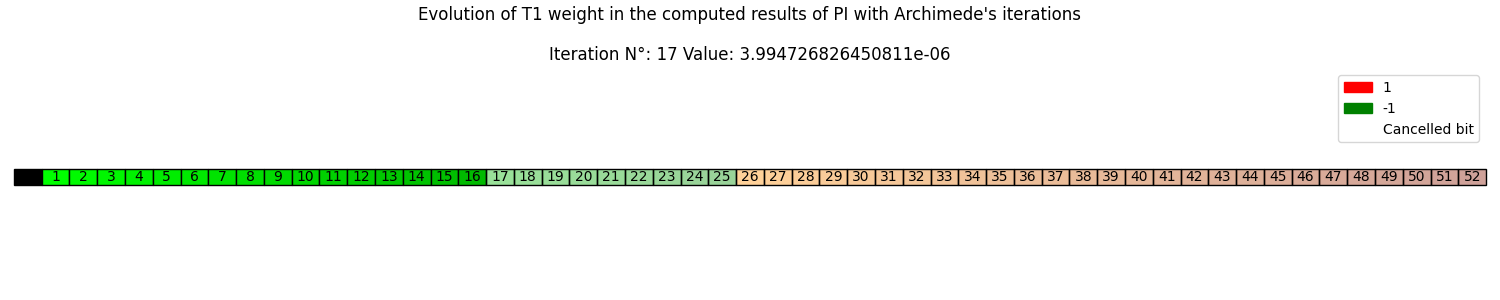 Evolution of T1 weight in the computed results of PI with Archimede's iterations
Iteration N°: 17 Value: 3.994726826450811e-06
1
-1
Cancelled bit
1 2 3 4 5 6 7 8 9 10 11 12 13 14 15 16 17 18 19 20 21 22 23 24 25 26 27 28 29 30 31 32 33 34 35 36 37 38 39 40 41 42 43 44 45 46 47 48 49 50 51 52